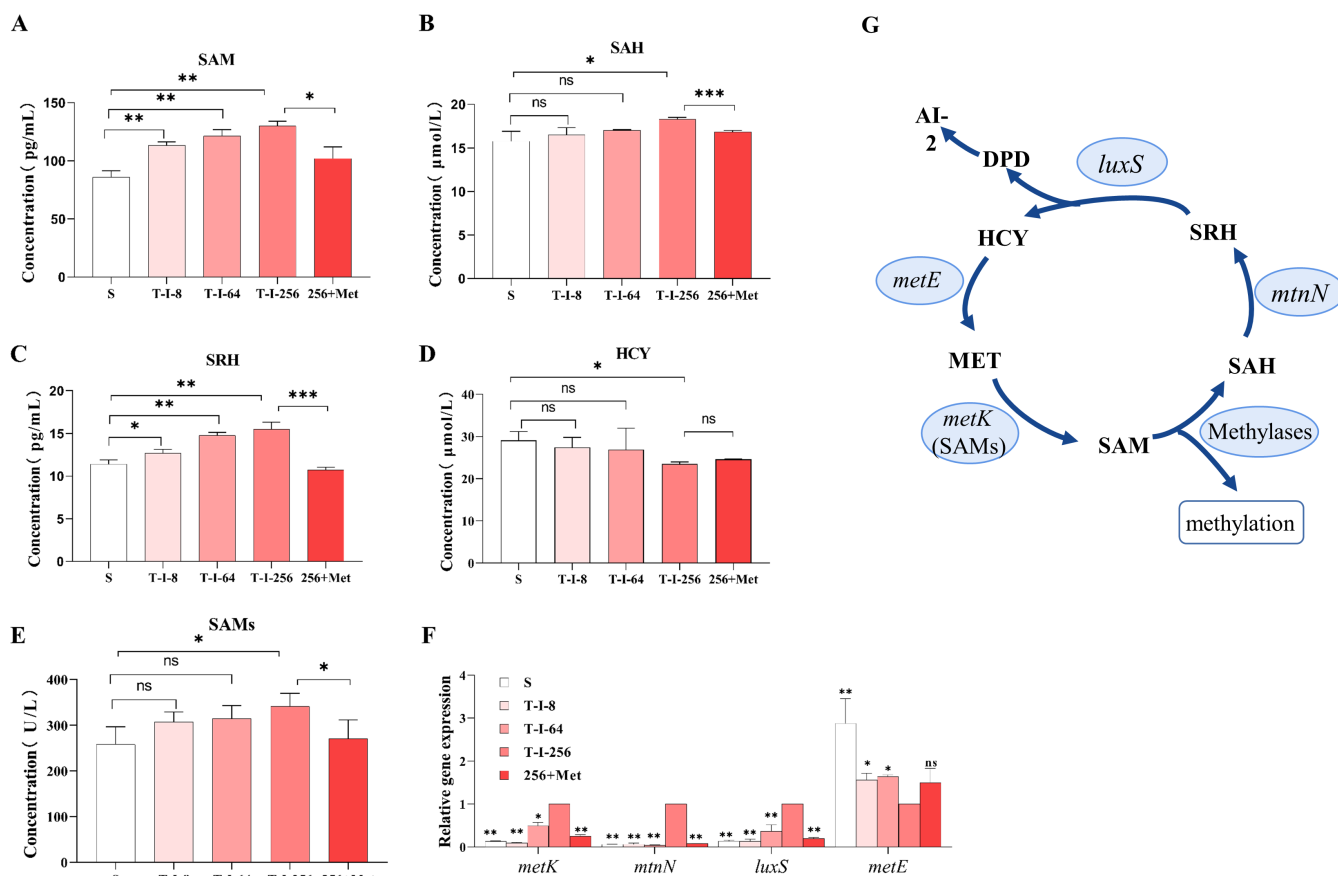 A
SAM
Concentration( pg/mL)
150
100
50
0
**
**
**
*
S
T-I-8
T-I-64
T-I-256
256+Met
B
SAH
Concentration( μmol/L)
20
15
10
5
0
*
ns
ns
***
S
T-I-8
T-I-64
T-I-256
256+Met
C
SRH
Concentration( pg/mL)
20
15
10
5
0
**
**
*
***
S
T-I-8
T-I-64
T-I-256
256+Met
D
HCY
Concentration( μmol/L)
40
30
20
10
0
*
ns
ns
ns
S
T-I-8
T-I-64
T-I-256
256+Met
E
SAMs
Concentration( U/L)
400
300
200
100
0
*
ns
ns
*
F
Relative gene expression
4
3
2
1
0
S
T-I-8
T-I-64
T-I-256
256+Met
** ** * **
** ** ** **
** ** ** **
** * * ns
metK
mtnN
luxS
metE
G
AI-
2
DPD
luxS
HCY
SRH
metE
mtnN
MET
SAH
metK
(SAMs)
SAM
Methylases
methylation